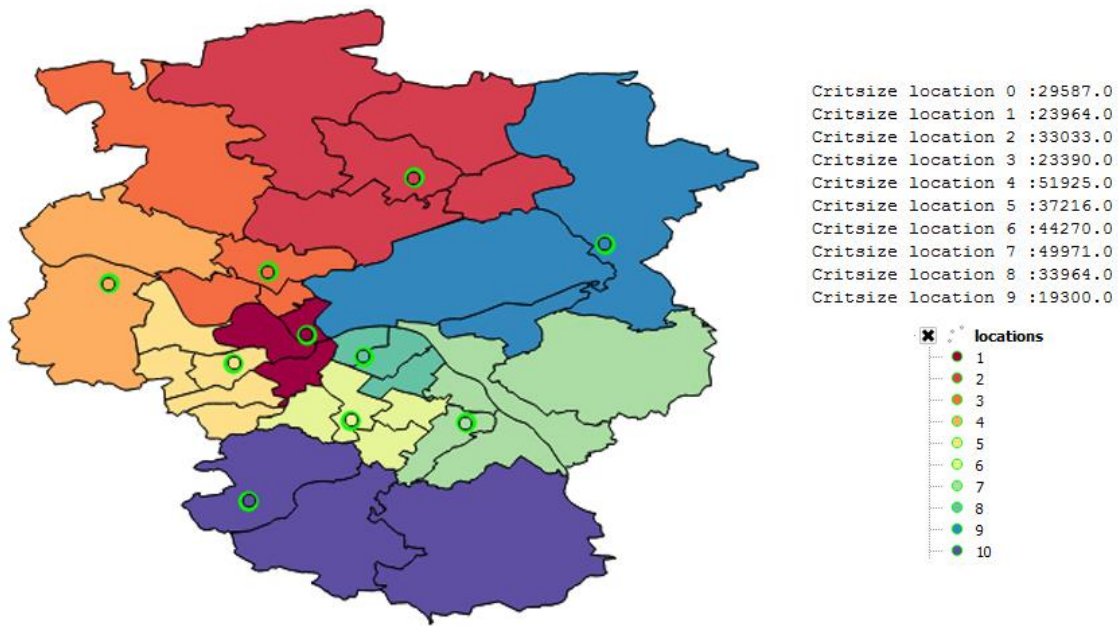 Critsize location 0 :29587.0
Critsize location 1 :23964.0
Critsize location 2 :33033.0
Critsize location 3 :23390.0
Critsize location 4 :51925.0
Critsize location 5 :37216.0
Critsize location 6 :44270.0
Critsize location 7 :49971.0
Critsize location 8 :33964.0
Critsize location 9 :19300.0
locations
1
2
3
4
5
6
7
8
9
10